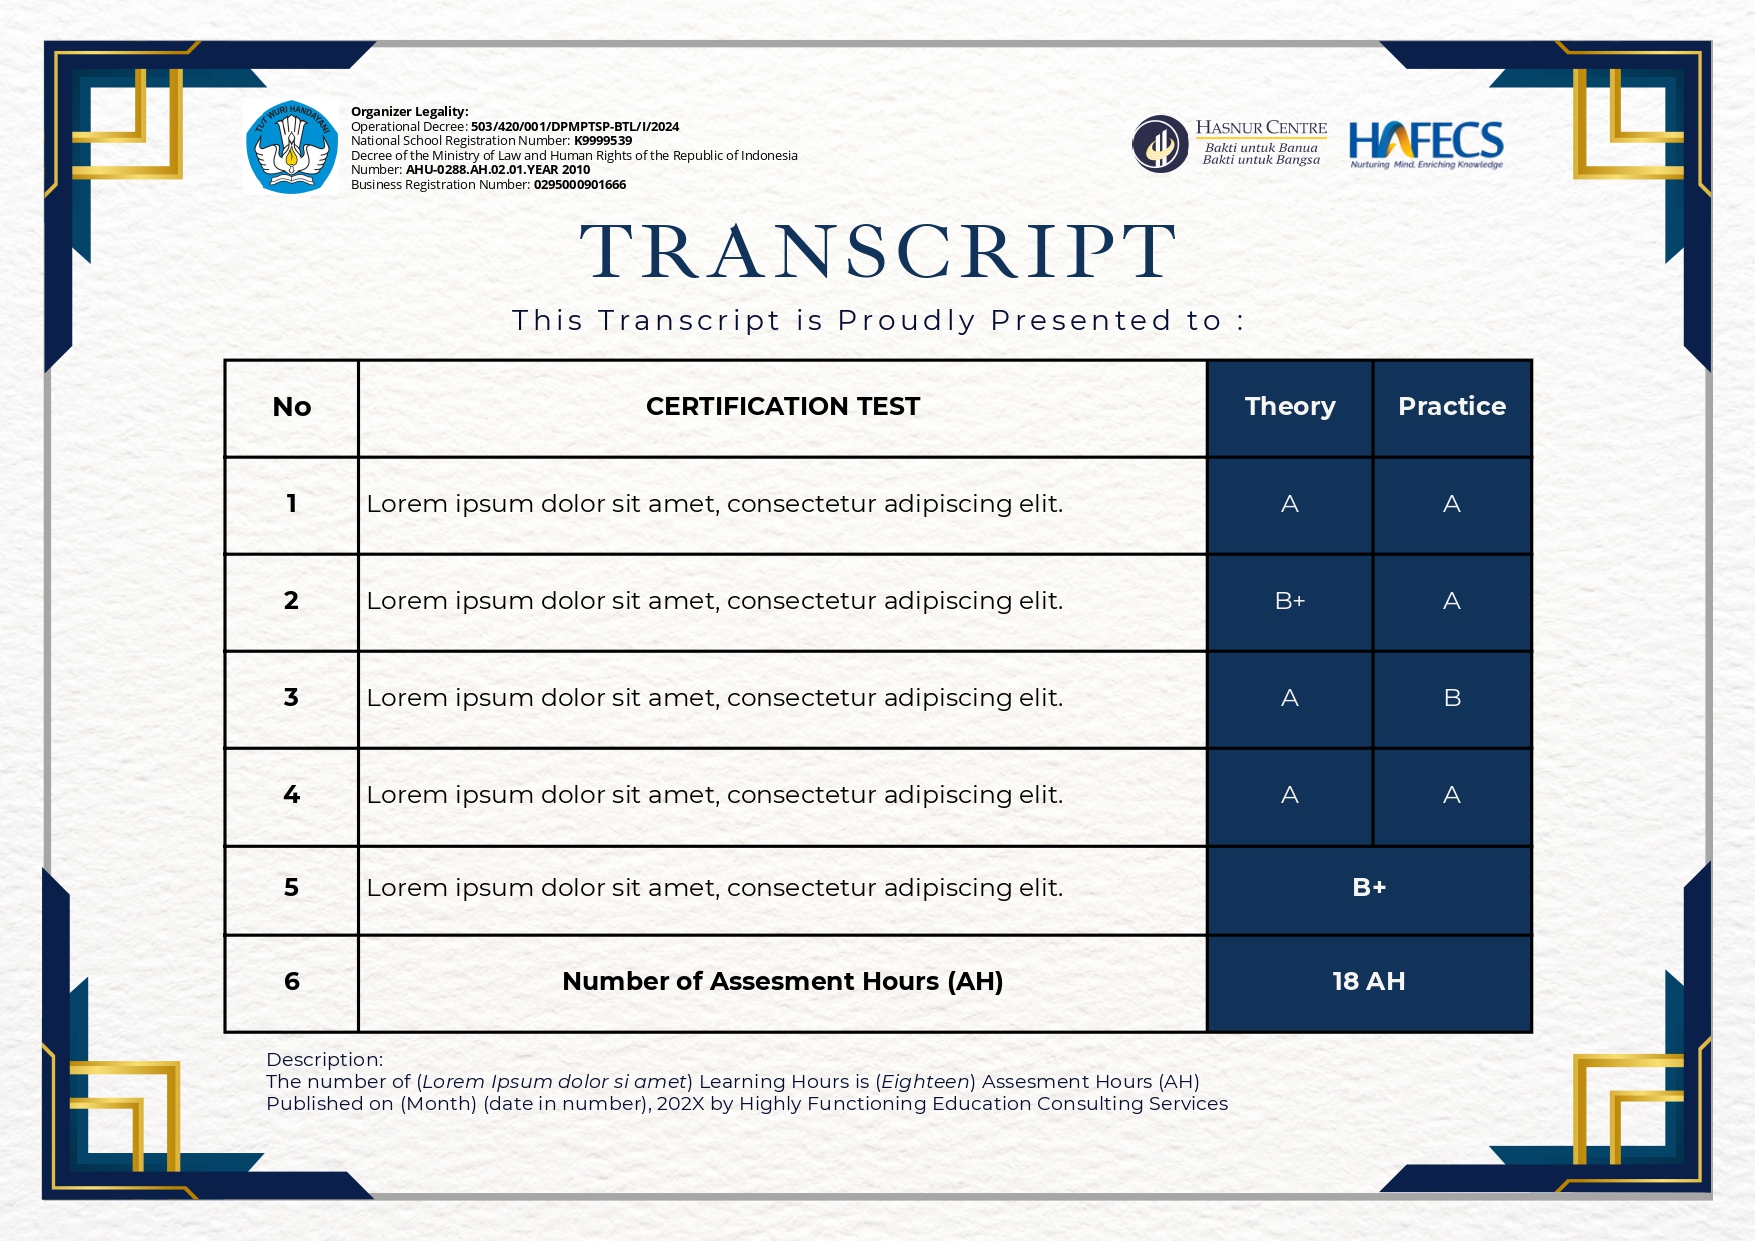 TUT WURI HANDAYANI
Organizer Legality:
Operational Decree: 503/420/001/DPMPTSP-BTL/I/2024
National School Registration Number: K9999539
Decree of the Ministry of Law and Human Rights of the Republic of Indonesia
Number: AHU-0288.AH.02.01.YEAR 2010
Business Registration Number: 0295000901666
HASNUR CENTRE
Bakti untuk Banua
Bakti untuk Bangsa
HAFECS
Nurturing Mind, Enriching Knowledge
TRANSCRIPT
This Transcript is Proudly Presented to :
No CERTIFICATION TEST Theory Practice
1 Lorem ipsum dolor sit amet, consectetur adipiscing elit. A A
2 Lorem ipsum dolor sit amet, consectetur adipiscing elit. B+ A
3 Lorem ipsum dolor sit amet, consectetur adipiscing elit. A B
4 Lorem ipsum dolor sit amet, consectetur adipiscing elit. A A
5 Lorem ipsum dolor sit amet, consectetur adipiscing elit. B+
6 Number of Assesment Hours (AH) 18 AH
Description:
The number of (Lorem Ipsum dolor si amet) Learning Hours is (Eighteen) Assesment Hours (AH)
Published on (Month) (date in number), 202X by Highly Functioning Education Consulting Services